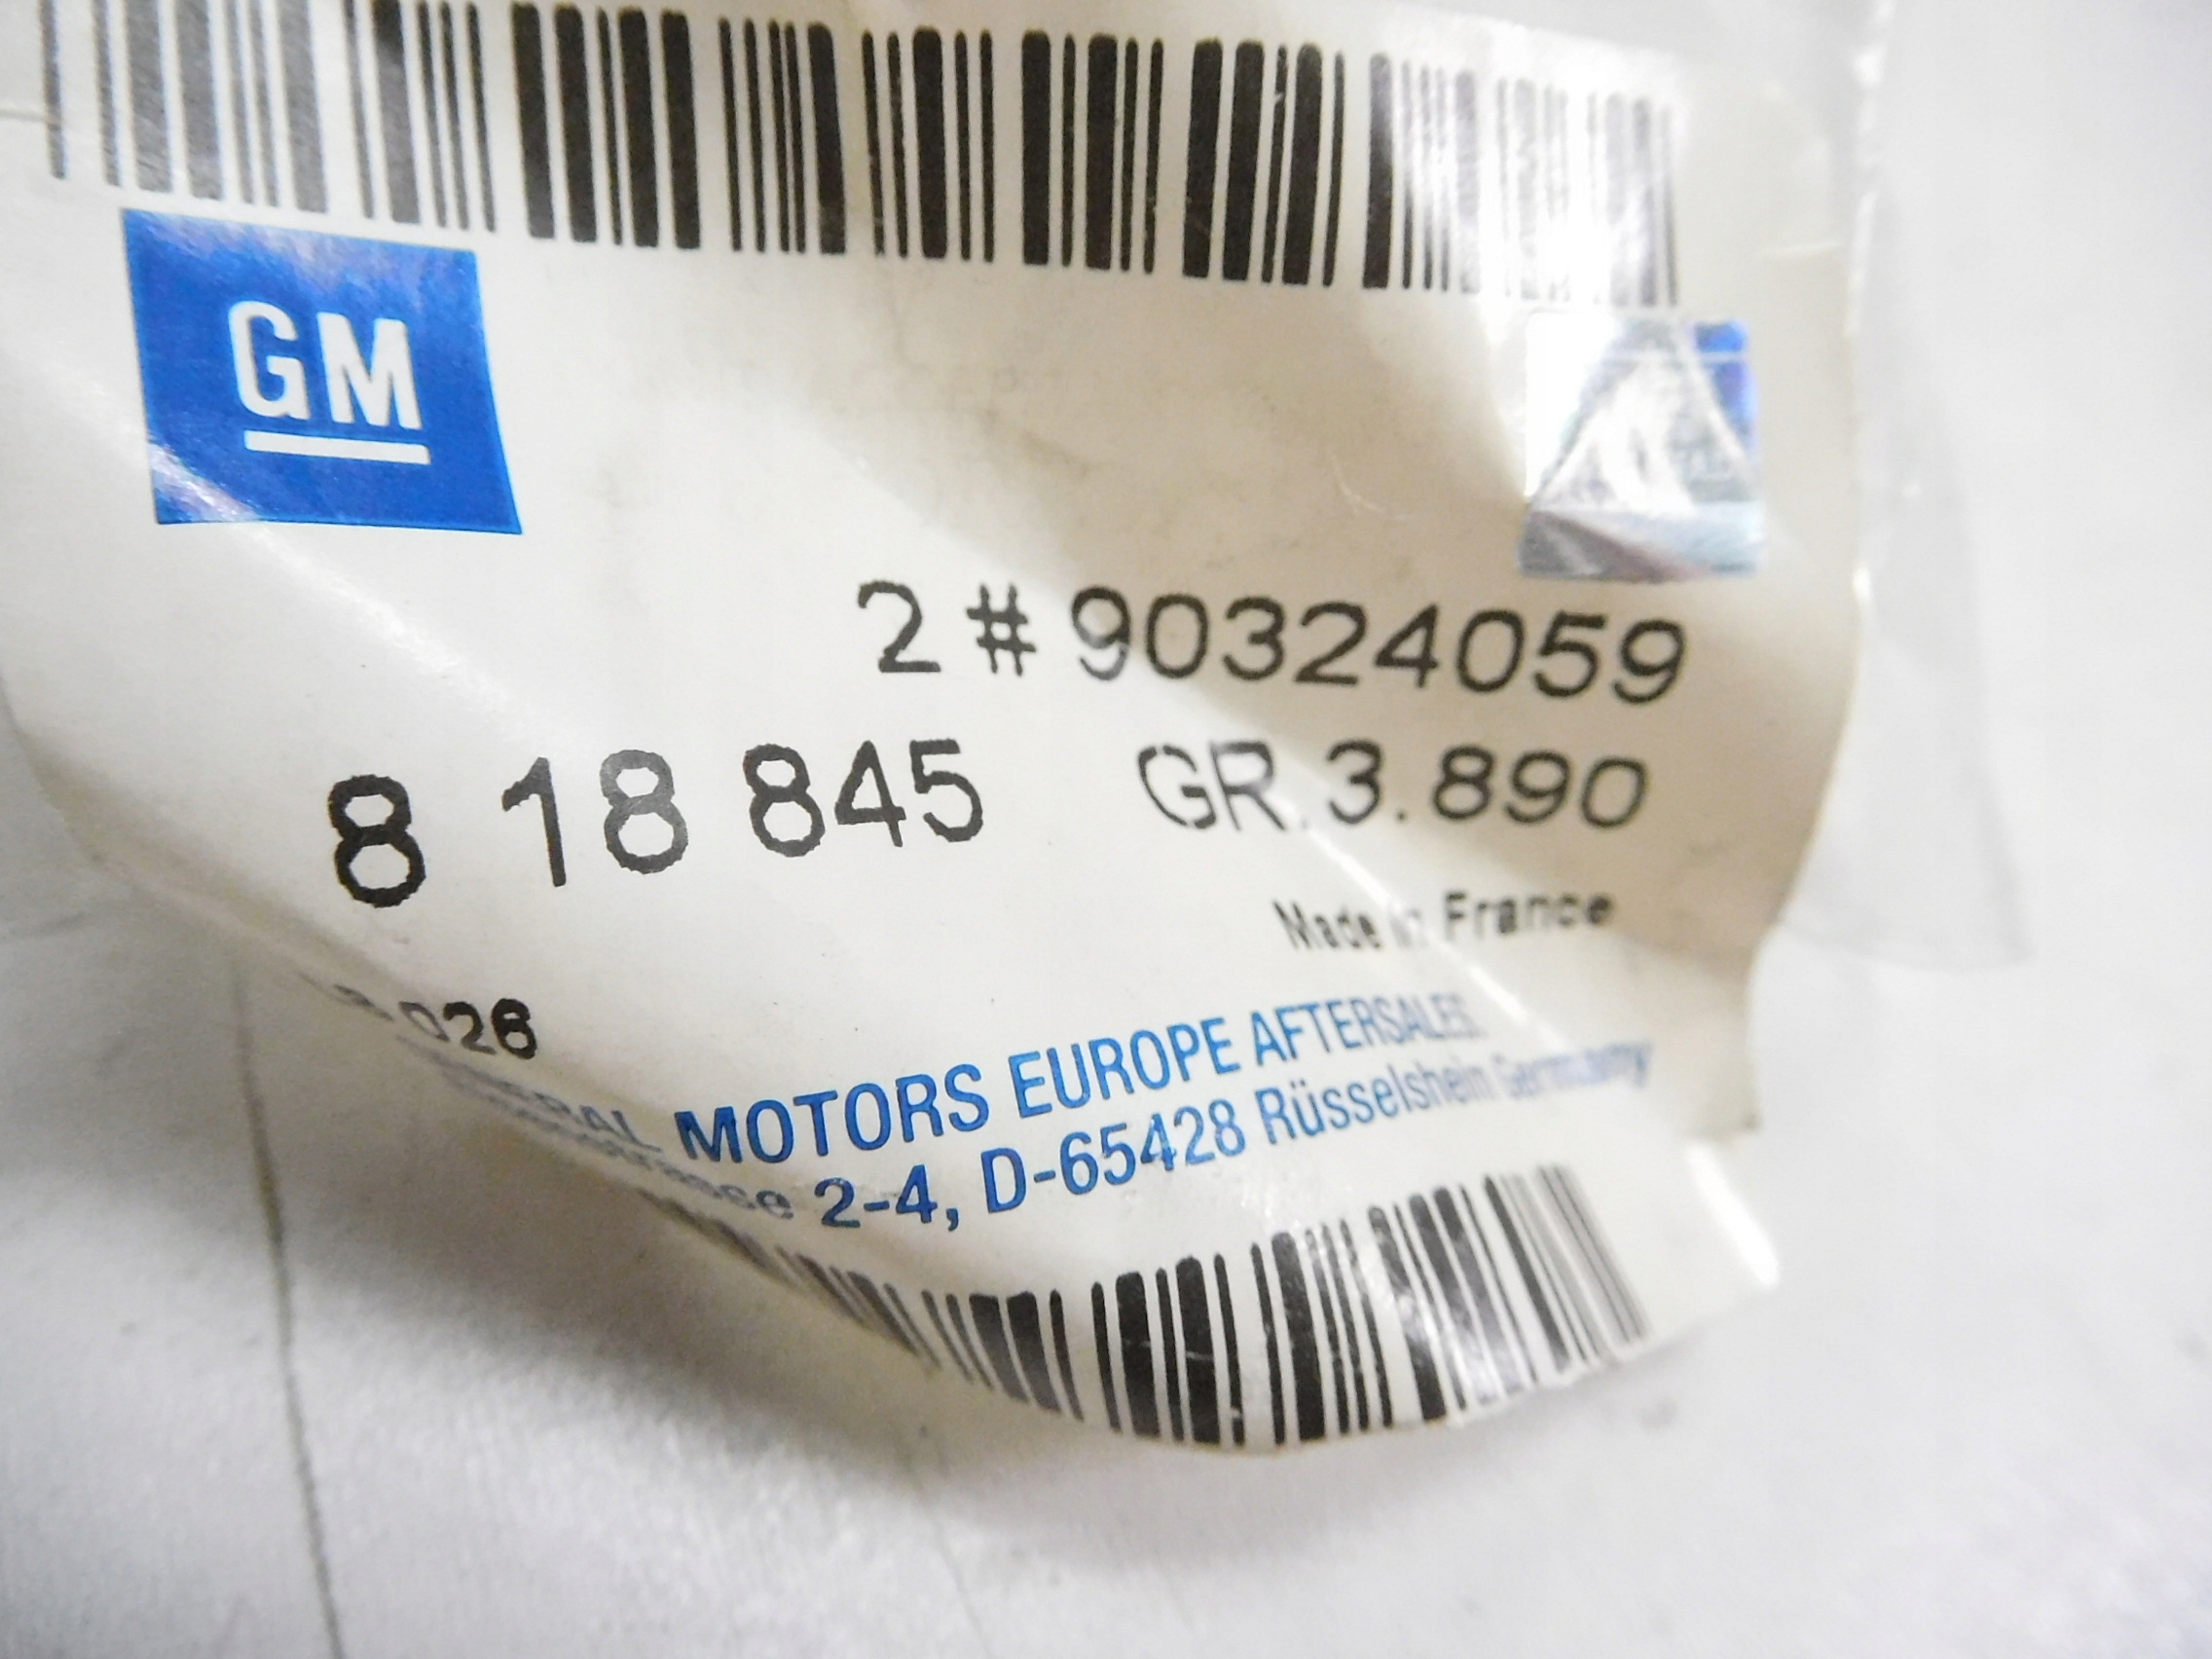 GM
2 # 90324059
8 18 845 GR. 3.890
Made in France
026
MOTORS EUROPE AFTERSALES
2-4, D-65428 Rüsselsheim Germany